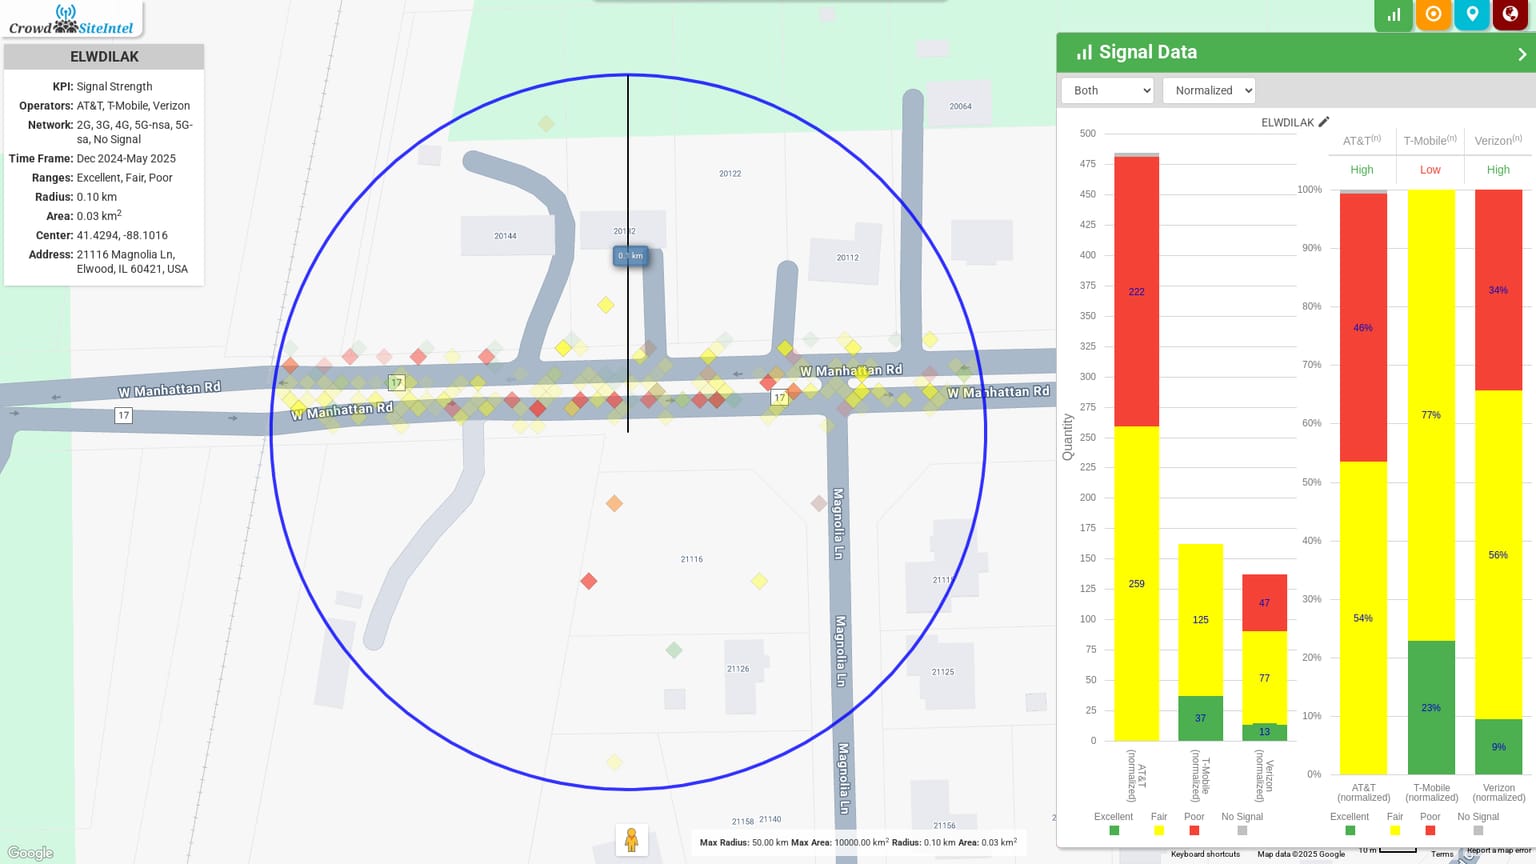 Crowd SiteIntel
ELWDILAK
KPI: Signal Strength
Operators: AT&T, T-Mobile, Verizon
Network: 2G, 3G, 4G, 5G-nsa, 5G-
sa, No Signal
Time Frame: Dec 2024-May 2025
Ranges: Excellent, Fair, Poor
Radius: 0.10 km
Area: 0.03 km²
Center: 41.4294, -88.1016
Address: 21116 Magnolia Ln,
Elwood, IL 60421, USA
20064
20122
20144
20132
0.1 km
20112
W Manhattan Rd
W Manhattan Rd
W Manhattan Rd
W Manhattan Rd
17
17
17
Magnolia Ln
21116
Magnolia Ln
21126
21125
Magnolia Ln
21158
21140
21156
Google
Max Radius: 50.00 km Max Area: 10000.00 km² Radius: 0.10 km Area: 0.03 km²
Keyboard shortcuts
Map data ©2025 Google
10 m
Terms
Report a map error
Signal Data
Both
Normalized
ELWDILAK
Quantity
500
475
450
425
400
375
350
325
300
275
250
225
200
175
150
125
100
75
50
25
0
222
259
125
37
47
77
13
AT&T
(normalized)
T-Mobile
(normalized)
Verizon
(normalized)
Excellent
Fair
Poor
No Signal
AT&T(n)
T-Mobile(n)
Verizon(n)
High
Low
High
100%
90%
80%
70%
60%
50%
40%
30%
20%
10%
0%
46%
54%
77%
23%
34%
56%
9%
AT&T
(normalized)
T-Mobile
(normalized)
Verizon
(normalized)
Excellent
Fair
Poor
No Signal